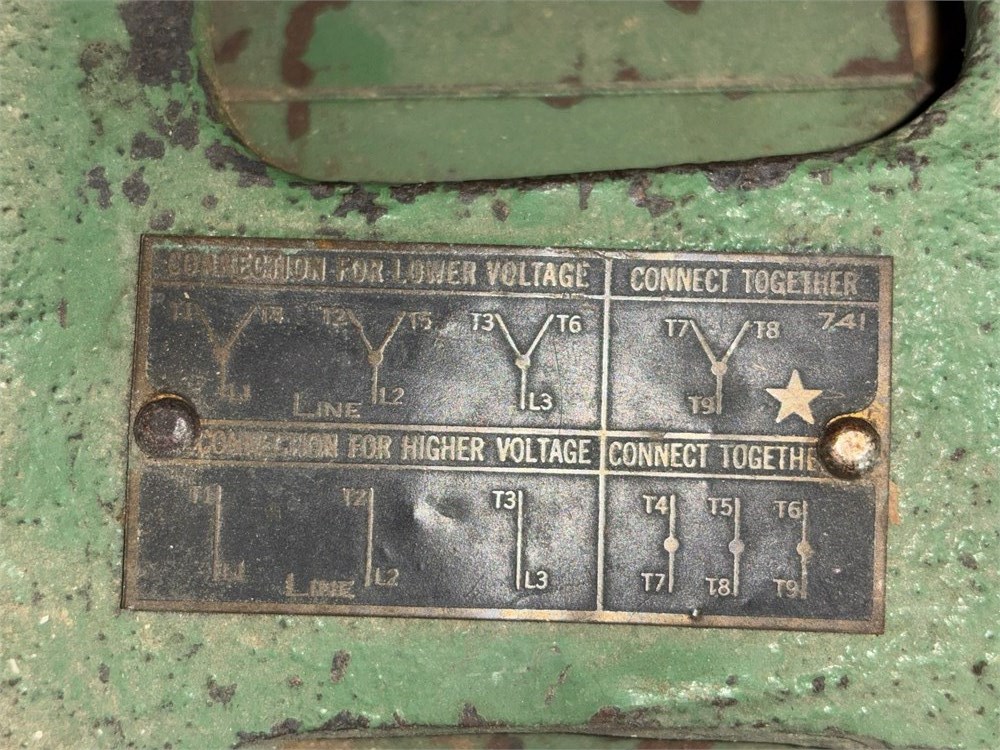 CONNECTION FOR LOWER VOLTAGE CONNECT TOGETHER
T1 T4 T2 T5 T3 T6 T7 T8 741
L1 LINE L2 L3 T9
CONNECTION FOR HIGHER VOLTAGE CONNECT TOGETHE
T1 T2 T3 T4 T5 T6
L1 LINE L2 L3 T7 T8 T9